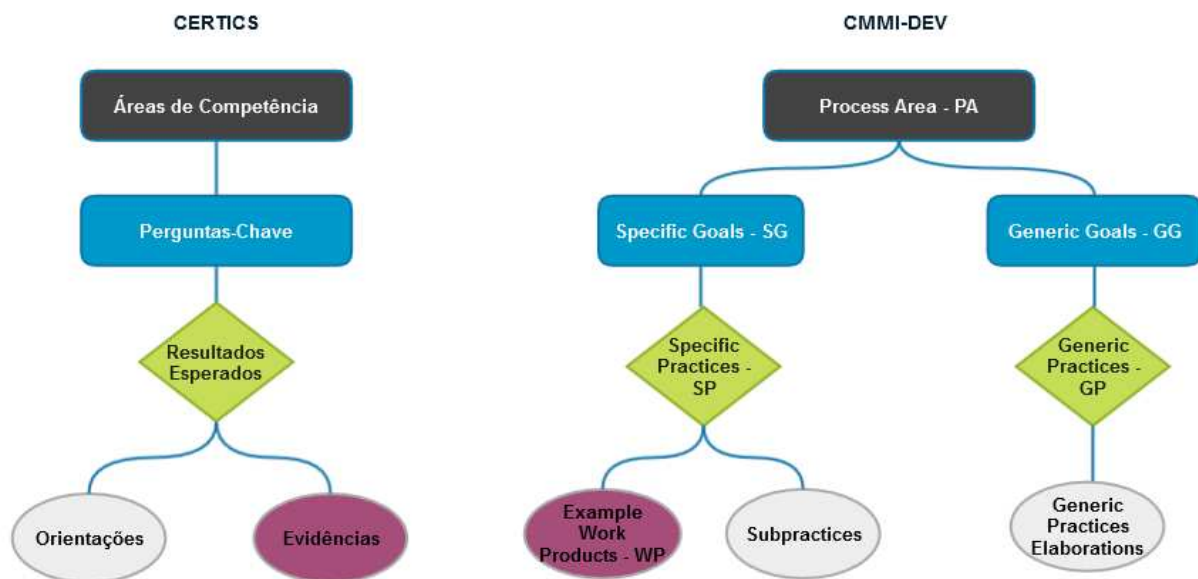 CERTICS
CMMI-DEV
Áreas de Competência
Process Area - PA
Perguntas-Chave
Specific Goals - SG
Generic Goals - GG
Resultados
Esperados
Specific
Practices -
SP
Generic
Practices -
GP
Orientações
Evidências
Example
Work
Products - WP
Subpractices
Generic
Practices
Elaborations